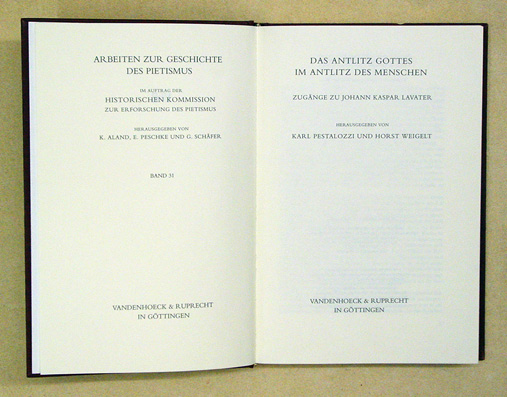 ARBEITEN ZUR GESCHICHTE
DES PIETISMUS
IM AUFTRAG DER
HISTORISCHEN KOMMISSION
ZUR ERFORSCHUNG DES PIETISMUS
HERAUSGEGEBEN VON
K. ALAND, E. PESCHKE UND G. SCHÄFER
BAND 31
VANDENHOECK & RUPRECHT
IN GÖTTINGEN
DAS ANTLITZ GOTTES
IM ANTLITZ DES MENSCHEN
ZUGÄNGE ZU JOHANN KASPAR LAVATER
HERAUSGEGEBEN VON
KARL PESTALOZZI UND HORST WEIGELT
VANDENHOECK & RUPRECHT
IN GÖTTINGEN